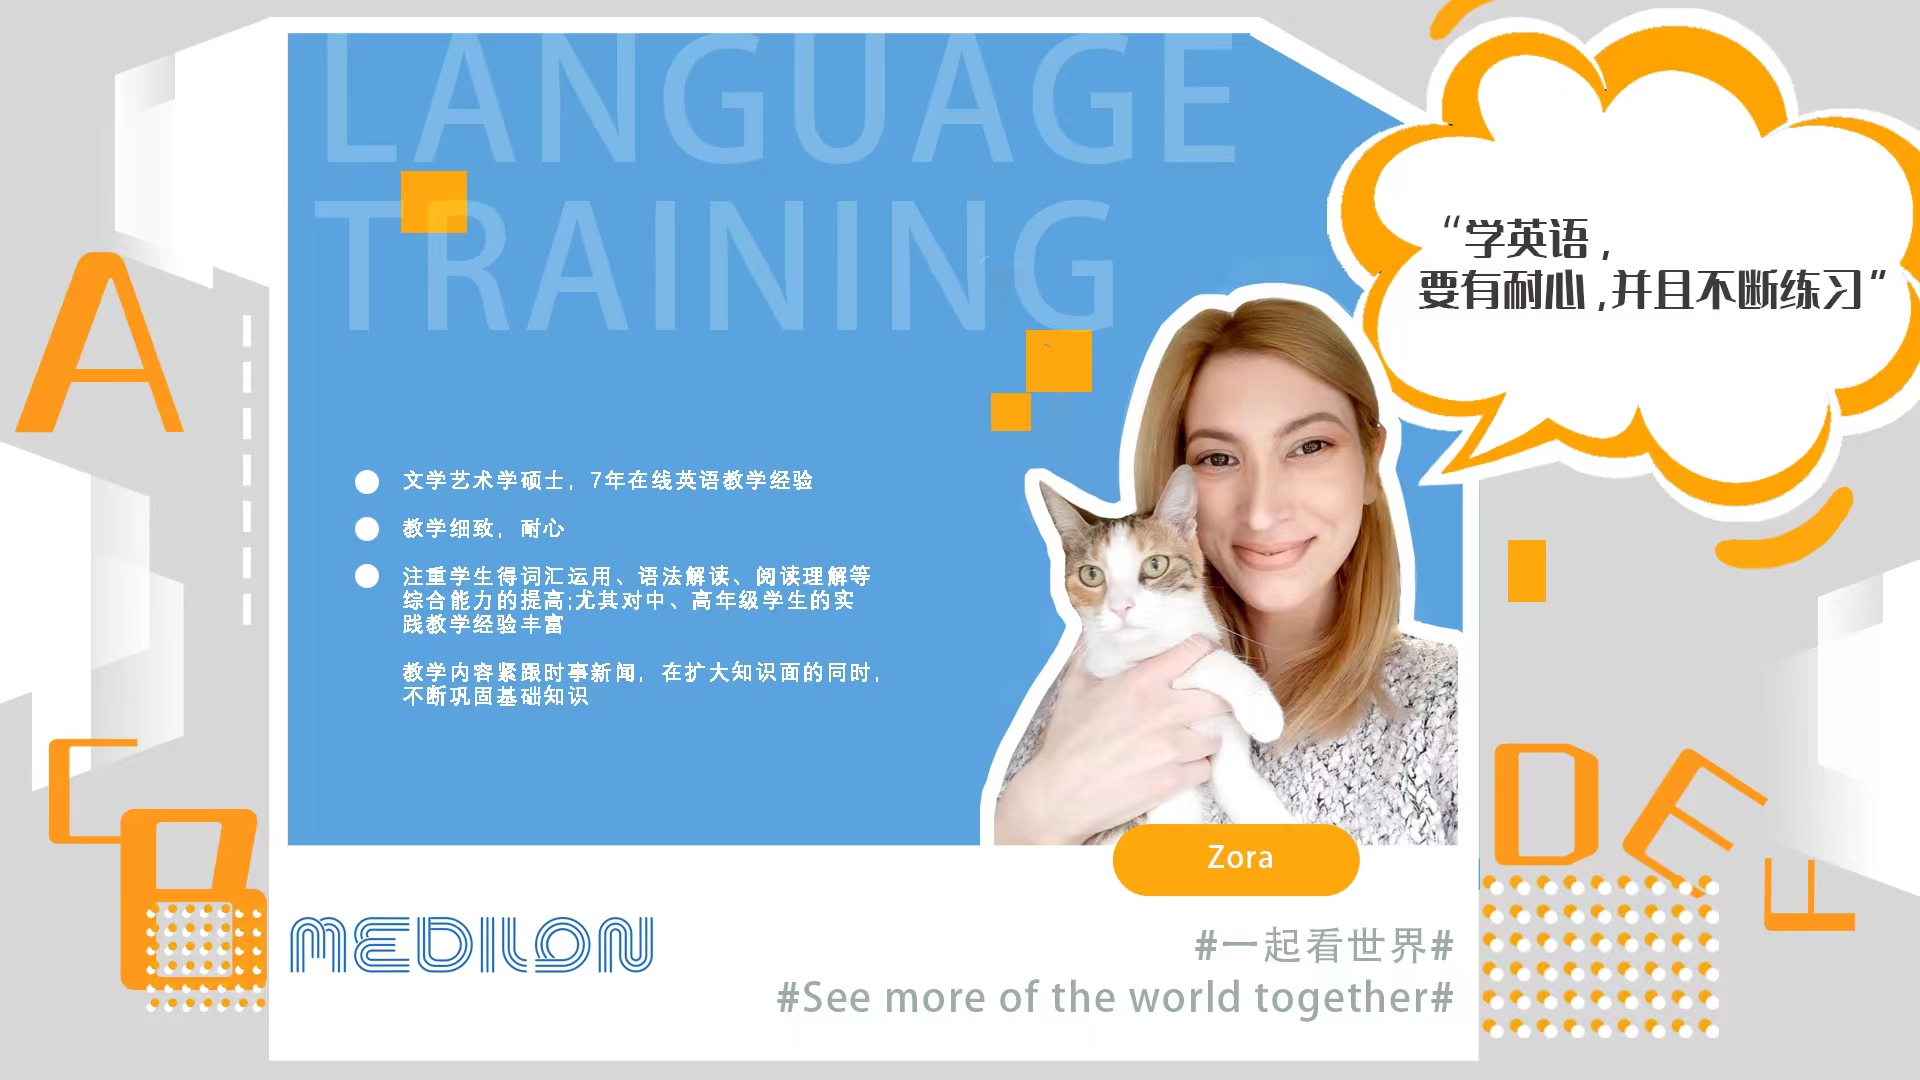 LANGUAGE
TRAINING
“学英语，
要有耐心，并且不断练习”
A
文学艺术学硕士，7年在线英语教学经验
教学细致，耐心
注重学生得词汇运用、语法解读、阅读理解等
综合能力的提高;尤其对中、高年级学生的实
践教学经验丰富
教学内容紧跟时事新闻，在扩大知识面的同时，
不断巩固基础知识
C
B
D
E
F
Zora
MEDILON
#一起看世界#
#See more of the world together#